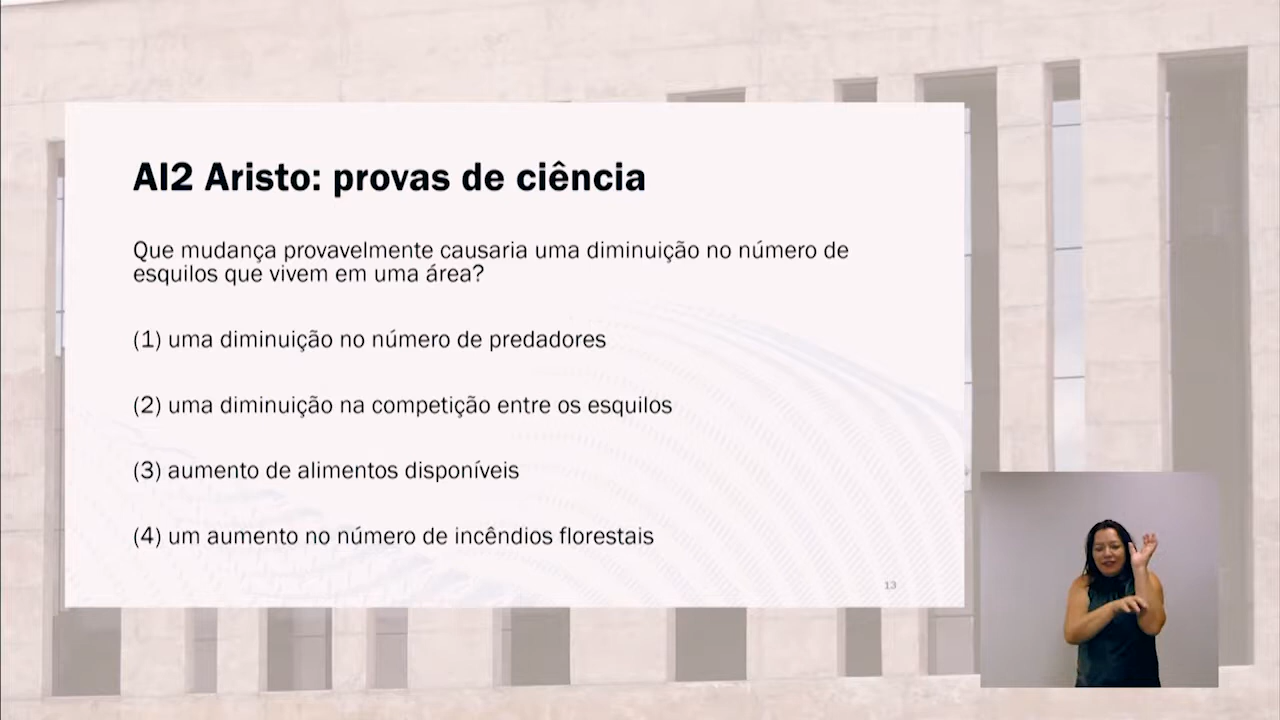 AI2 Aristo: provas de ciência
Que mudança provavelmente causaria uma diminuição no número de
esquilos que vivem em uma área?
(1) uma diminuição no número de predadores
(2) uma diminuição na competição entre os esquilos
(3) aumento de alimentos disponíveis
(4) um aumento no número de incêndios florestais
13